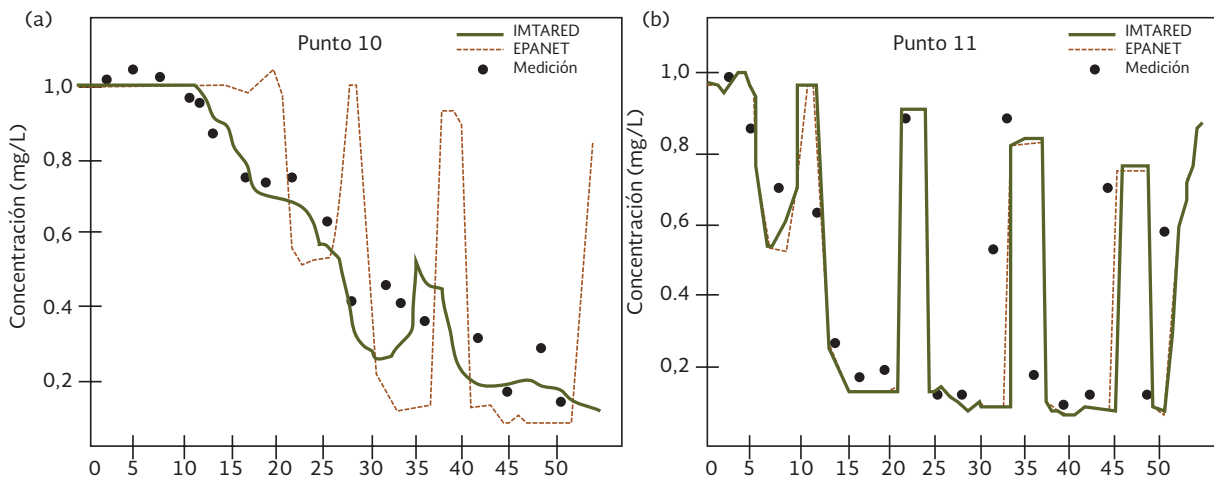 (a)
Punto 10
IMTARED
EPANET
Medición
Concentración (mg/L)
1,0
0,8
0,6
0,4
0,2
0 5 10 15 20 25 30 35 40 45 50
(b)
Punto 11
IMTARED
EPANET
Medición
Concentración (mg/L)
1,0
0,8
0,6
0,4
0,2
0 5 10 15 20 25 30 35 40 45 50